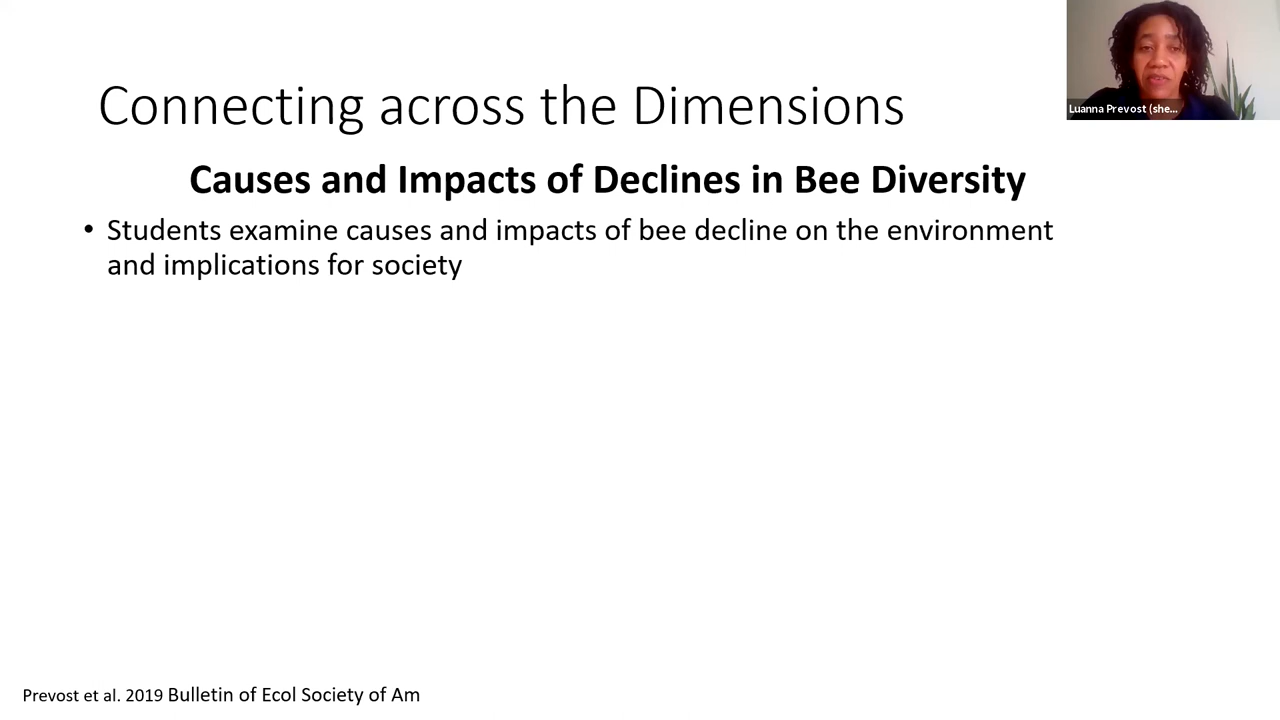 Connecting across the Dimensions
Luanna Prevost (she...
Causes and Impacts of Declines in Bee Diversity
• Students examine causes and impacts of bee decline on the environment
and implications for society
Prevost et al. 2019 Bulletin of Ecol Society of Am